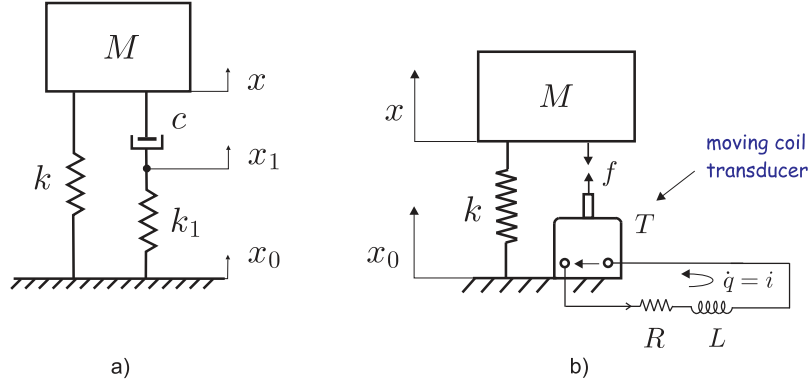 M
x
c
x₁
k
k₁
x₀
a)
M
x
moving coil
transducer
f
k
T
x₀
q̇ = i
R
L
b)